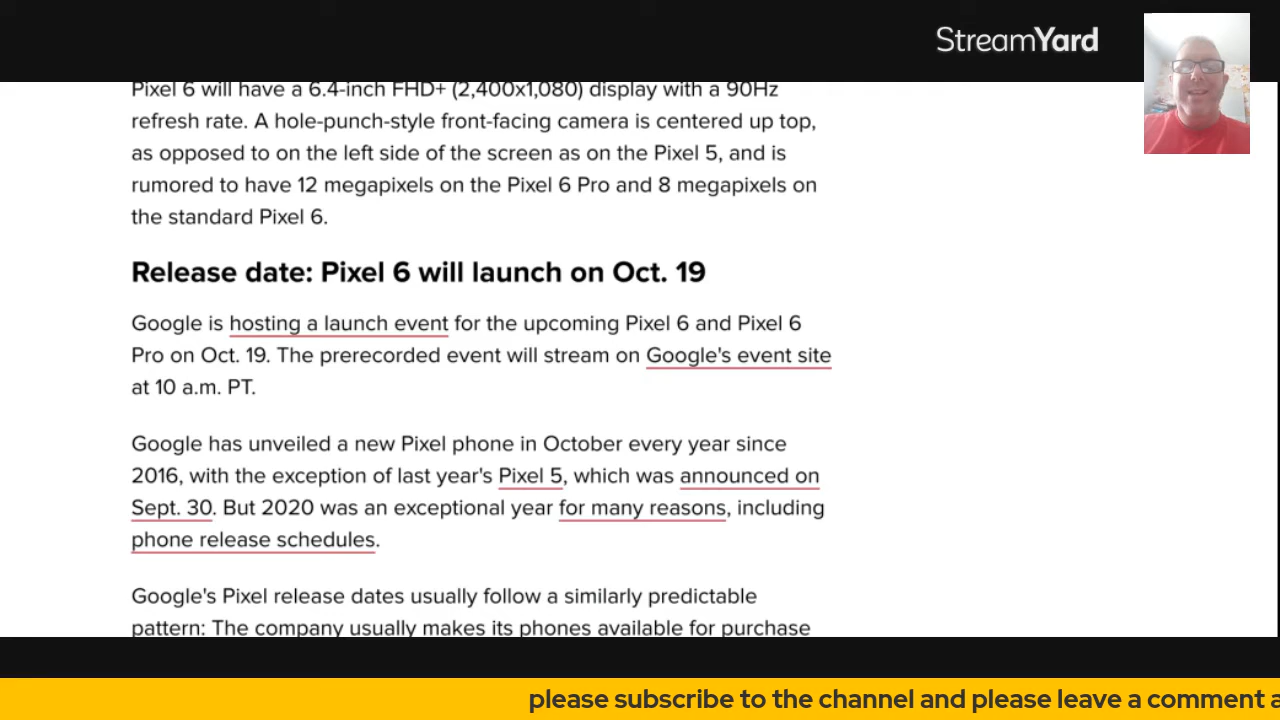 StreamYard
Pixel 6 will have a 6.4-inch FHD+ (2,400x1,080) display with a 90Hz
refresh rate. A hole-punch-style front-facing camera is centered up top,
as opposed to on the left side of the screen as on the Pixel 5, and is
rumored to have 12 megapixels on the Pixel 6 Pro and 8 megapixels on
the standard Pixel 6.
Release date: Pixel 6 will launch on Oct. 19
Google is hosting a launch event for the upcoming Pixel 6 and Pixel 6
Pro on Oct. 19. The prerecorded event will stream on Google's event site
at 10 a.m. PT.
Google has unveiled a new Pixel phone in October every year since
2016, with the exception of last year's Pixel 5, which was announced on
Sept. 30. But 2020 was an exceptional year for many reasons, including
phone release schedules.
Google's Pixel release dates usually follow a similarly predictable
pattern: The company usually makes its phones available for purchase
please subscribe to the channel and please leave a comment a